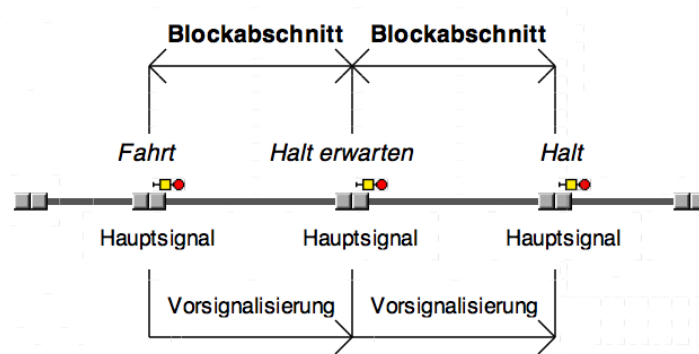 Blockabschnitt Blockabschnitt
Fahrt Halt erwarten Halt
Hauptsignal Hauptsignal Hauptsignal
Vorsignalisierung Vorsignalisierung